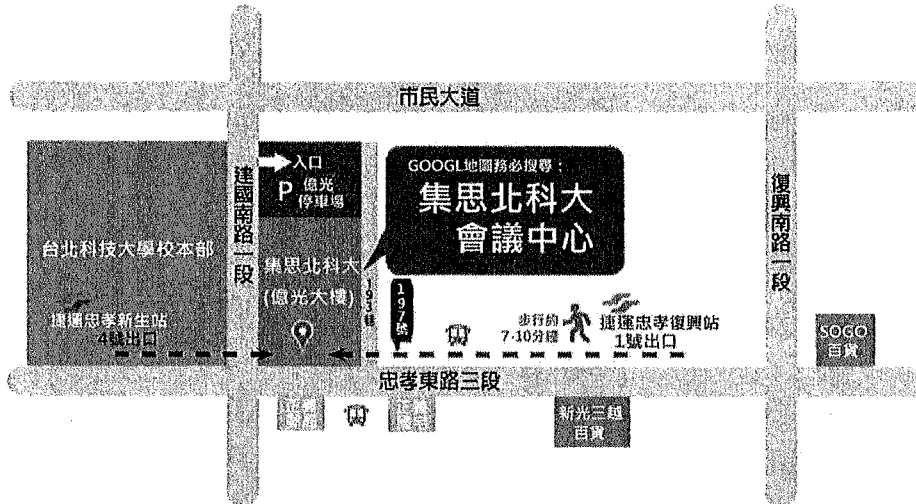 市民大道
建國南路一段
入口
P 億光
停車場
GOOGL地圖務必搜尋：
集思北科大
會議中心
復興南路一段
台北科技大學校本部
集思北科大
(億光大樓)
193巷
197號
捷運忠孝新生站
4號出口
步行約
7-10分鐘
捷運忠孝復興站
1號出口
SOGO
百貨
忠孝東路三段
新光三越
百貨